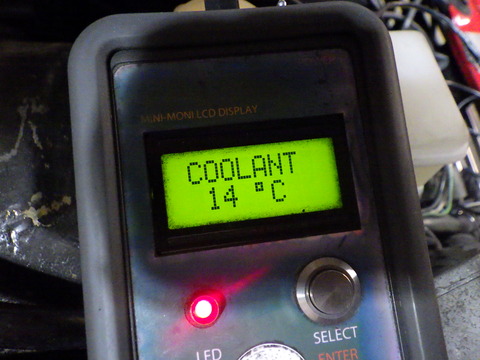 MINI-MONI LCD DISPLAY
COOLANT
14 °C
LED
SELECT
ENTER